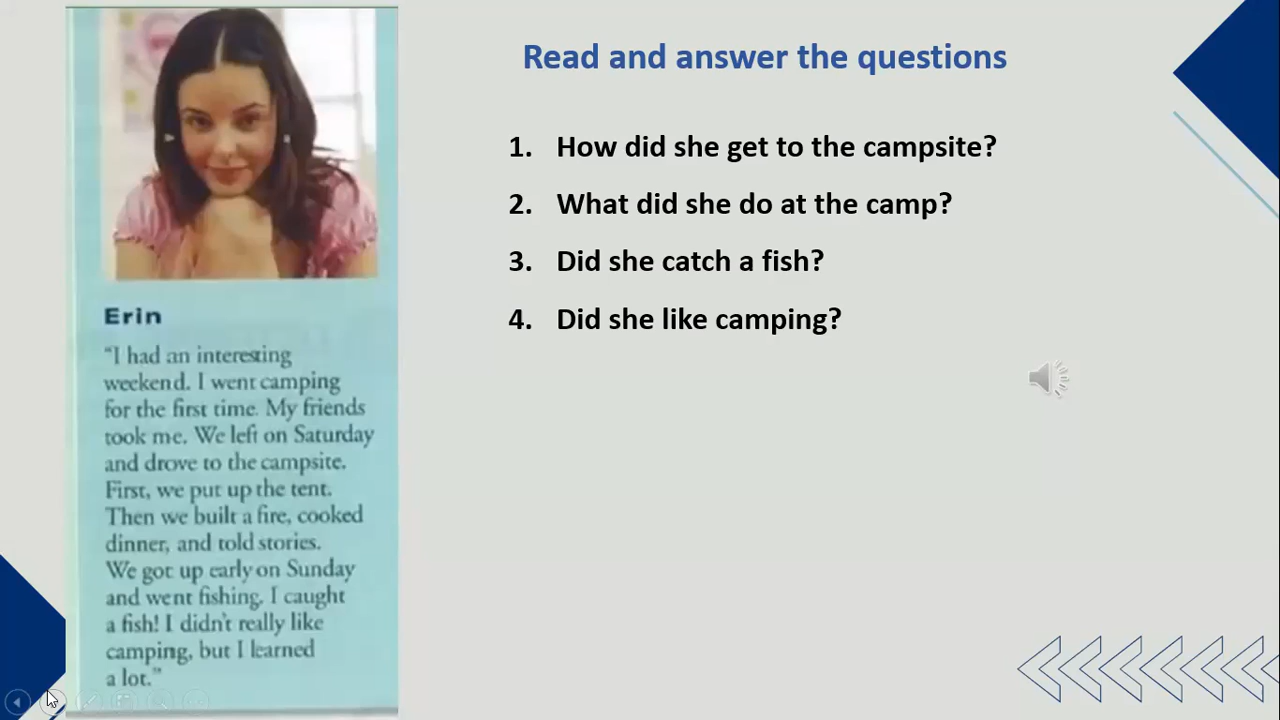 Erin
"I had an interesting
weekend. I went camping
for the first time. My friends
took me. We left on Saturday
and drove to the campsite.
First, we put up the tent.
Then we built a fire, cooked
dinner, and told stories.
We got up early on Sunday
and went fishing. I caught
a fish! I didn't really like
camping, but I learned
a lot."
Read and answer the questions
1. How did she get to the campsite?
2. What did she do at the camp?
3. Did she catch a fish?
4. Did she like camping?